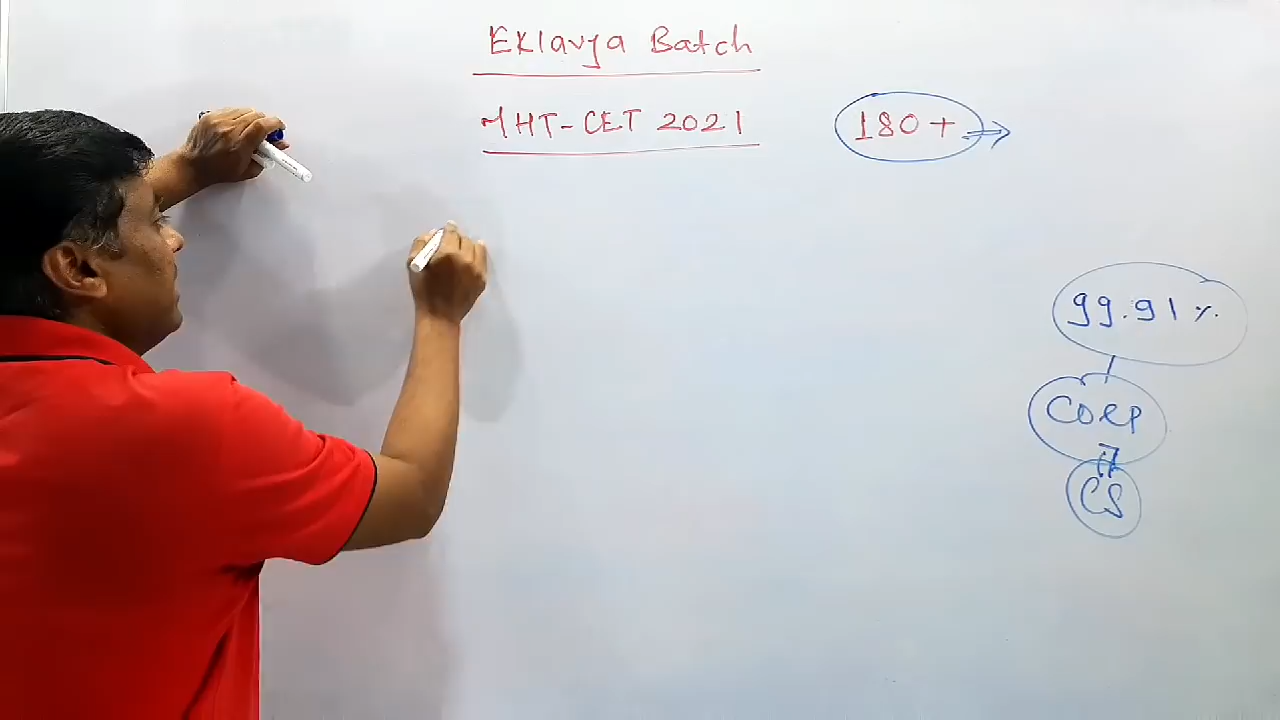 Eklavya Batch
MHT-CET 2021
180+
99.91%
COEP
CS